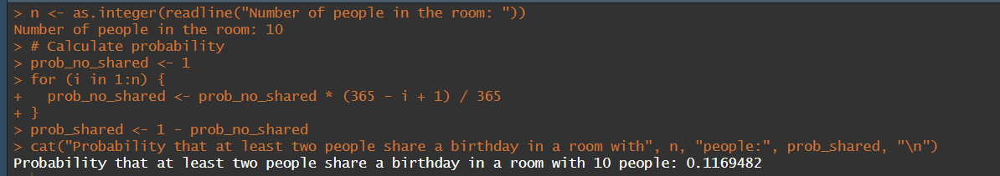 > n <- as.integer(readline("Number of people in the room: "))
Number of people in the room: 10
> # Calculate probability
> prob_no_shared <- 1
> for (i in 1:n) {
+   prob_no_shared <- prob_no_shared * (365 - i + 1) / 365
+ }
> prob_shared <- 1 - prob_no_shared
> cat("Probability that at least two people share a birthday in a room with", n, "people:", prob_shared, "\n")
Probability that at least two people share a birthday in a room with 10 people: 0.1169482